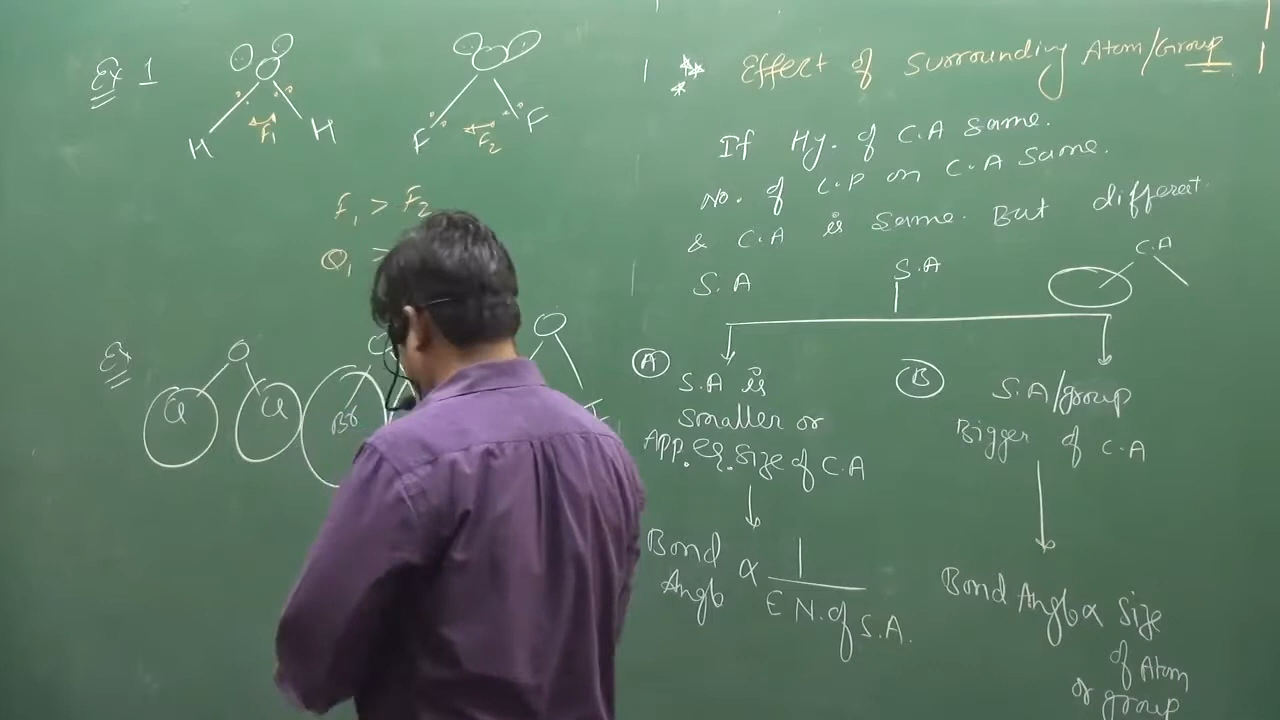 Ex 1
H
H
F1
F
F
F2
F1 > F2
θ1 >
Ex
Cl
Cl
Br
Effect of Surrounding Atom/Group
If Hy. of C.A Same.
No. of L.P on C.A Same.
& C.A is Same. But different
S.A
S.A
C.A
A
S.A is
Smaller or
App. eq. Size of C.A
Bond Angle ∝ 1 / E N. of S.A.
B
S.A/group
Bigger of C.A
Bond Angle ∝ Size
of Atom
or group